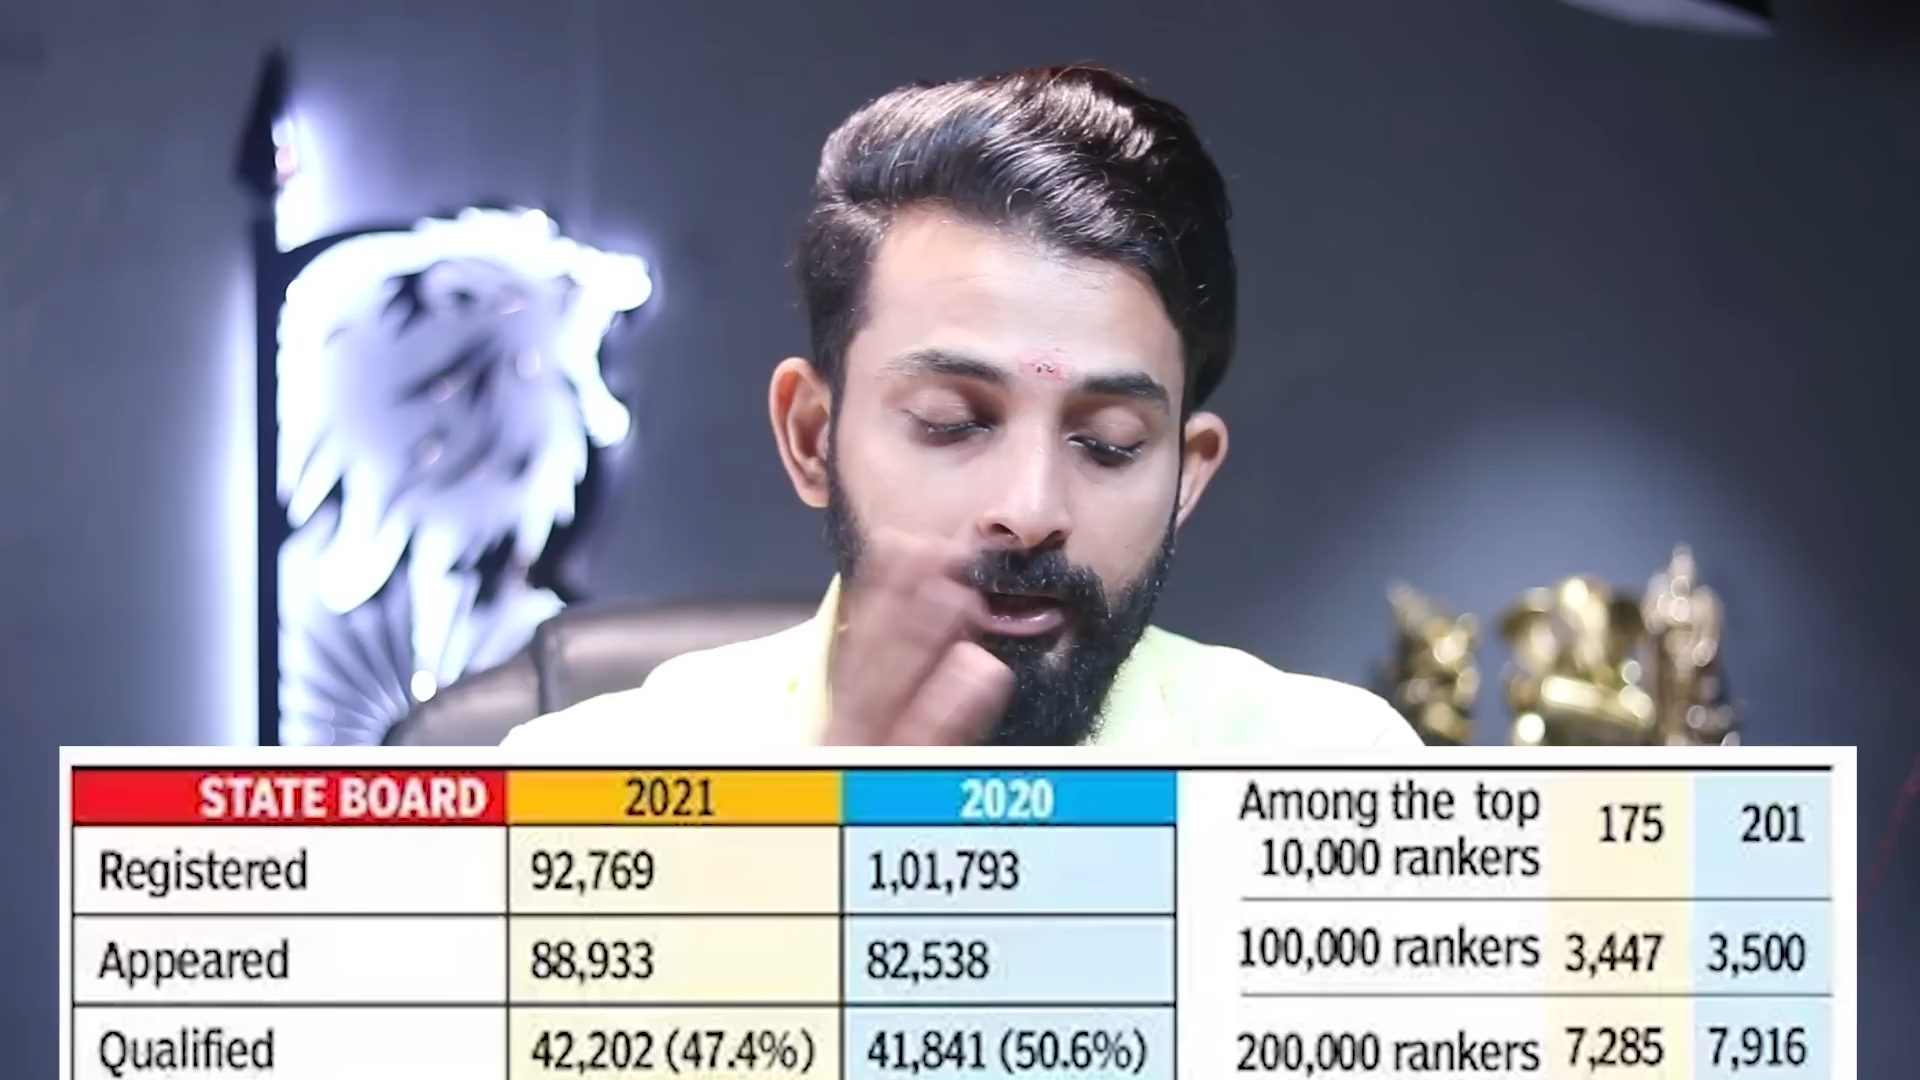 STATE BOARD 2021 2020
Registered 92,769 1,01,793
Appeared 88,933 82,538
Qualified 42,202 (47.4%) 41,841 (50.6%)
Among the top
10,000 rankers 175 201
100,000 rankers 3,447 3,500
200,000 rankers 7,285 7,916